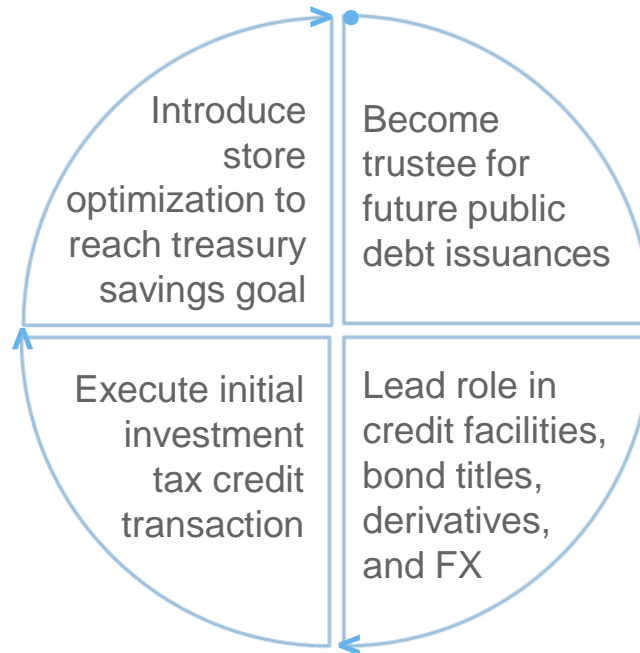 Introduce
store
optimization to
reach treasury
savings goal
Become
trustee for
future public
debt issuances
Execute initial
investment
tax credit
transaction
Lead role in
credit facilities,
bond titles,
derivatives,
and FX